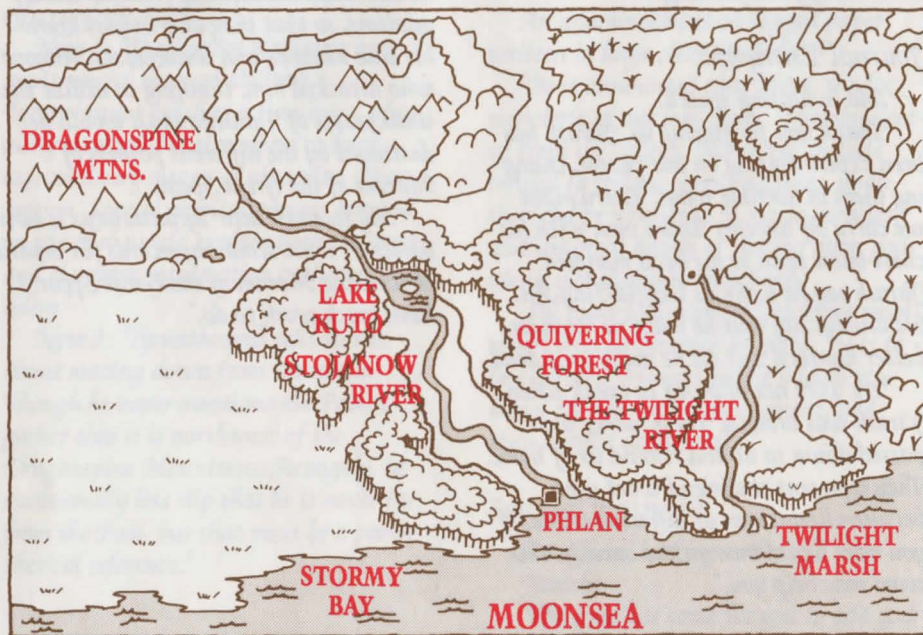 DRAGONSPINE
MTNS.
LAKE
KUTO
STOJANOW
RIVER
QUIVERING
FOREST
THE TWILIGHT
RIVER
PHLAN
TWILIGHT
MARSH
STORMY
BAY
MOONSEA